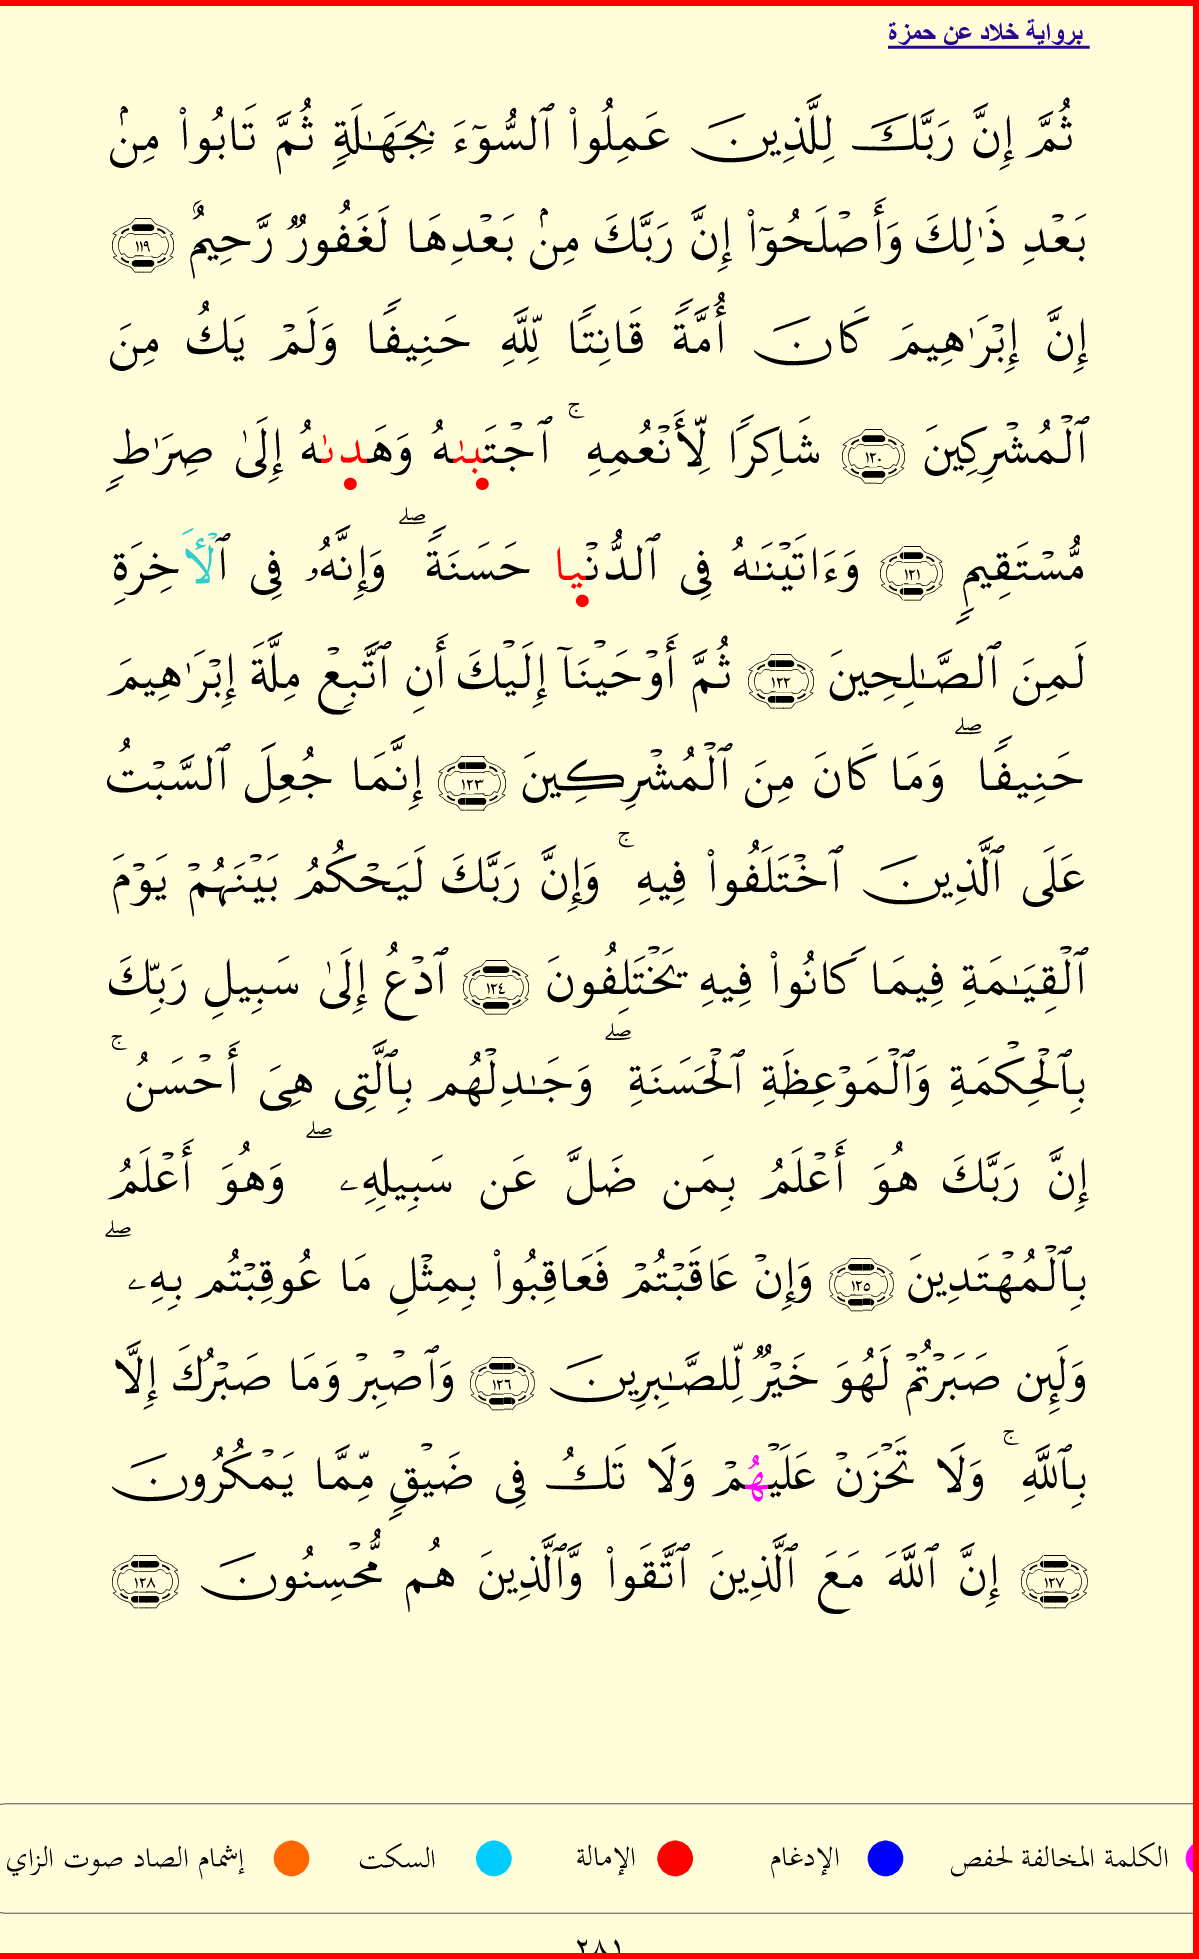 برواية خلاد عن حمزة
ثُمَّ إِنَّ رَبَّكَ لِلَّذِينَ عَمِلُوا۟ ٱلسُّوٓءَ بِجَهَـٰلَةٍ ثُمَّ تَابُوا۟ مِنۢ
بَعْدِ ذَٰلِكَ وَأَصْلَحُوٓا۟ إِنَّ رَبَّكَ مِنۢ بَعْدِهَا لَغَفُورٌ رَّحِيمٌ ١١٩
إِنَّ إِبْرَٰهِيمَ كَانَ أُمَّةً قَانِتًا لِّلَّهِ حَنِيفًا وَلَمْ يَكُ مِنَ
ٱلْمُشْرِكِينَ ١٢٠ شَاكِرًا لِّأَنْعُمِهِ ۚ ٱجْتَبىٰهُ وَهَدىٰهُ إِلَىٰ صِرَٰطٍ
مُّسْتَقِيمٍ ١٢١ وَءَاتَيْنَـٰهُ فِى ٱلدُّنْيا حَسَنَةً ۖ وَإِنَّهُۥ فِى ٱلْأَخِرَةِ
لَمِنَ ٱلصَّـٰلِحِينَ ١٢٢ ثُمَّ أَوْحَيْنَآ إِلَيْكَ أَنِ ٱتَّبِعْ مِلَّةَ إِبْرَٰهِيمَ
حَنِيفًا ۖ وَمَا كَانَ مِنَ ٱلْمُشْرِكِينَ ١٢٣ إِنَّمَا جُعِلَ ٱلسَّبْتُ
عَلَى ٱلَّذِينَ ٱخْتَلَفُوا۟ فِيهِ ۚ وَإِنَّ رَبَّكَ لَيَحْكُمُ بَيْنَهُمْ يَوْمَ
ٱلْقِيَـٰمَةِ فِيمَا كَانُوا۟ فِيهِ يَخْتَلِفُونَ ١٢٤ ٱدْعُ إِلَىٰ سَبِيلِ رَبِّكَ
بِٱلْحِكْمَةِ وَٱلْمَوْعِظَةِ ٱلْحَسَنَةِ ۖ وَجَـٰدِلْهُم بِٱلَّتِى هِىَ أَحْسَنُ ۚ
إِنَّ رَبَّكَ هُوَ أَعْلَمُ بِمَن ضَلَّ عَن سَبِيلِهِۦ ۖ وَهُوَ أَعْلَمُ
بِٱلْمُهْتَدِينَ ١٢٥ وَإِنْ عَاقَبْتُمْ فَعَاقِبُوا۟ بِمِثْلِ مَا عُوقِبْتُم بِهِۦ ۖ
وَلَئِن صَبَرْتُمْ لَهُوَ خَيْرٌ لِّلصَّـٰبِرِينَ ١٢٦ وَٱصْبِرْ وَمَا صَبْرُكَ إِلَّا
بِٱللَّهِ ۚ وَلَا تَحْزَنْ عَلَيْهُمْ وَلَا تَكُ فِى ضَيْقٍ مِّمَّا يَمْكُرُونَ
١٢٧ إِنَّ ٱللَّهَ مَعَ ٱلَّذِينَ ٱتَّقَوا۟ وَّٱلَّذِينَ هُم مُّحْسِنُونَ ١٢٨
الكلمة المخالفة لحفص الإدغام الإمالة السكت إشمام الصاد صوت الزاي
٢٨١